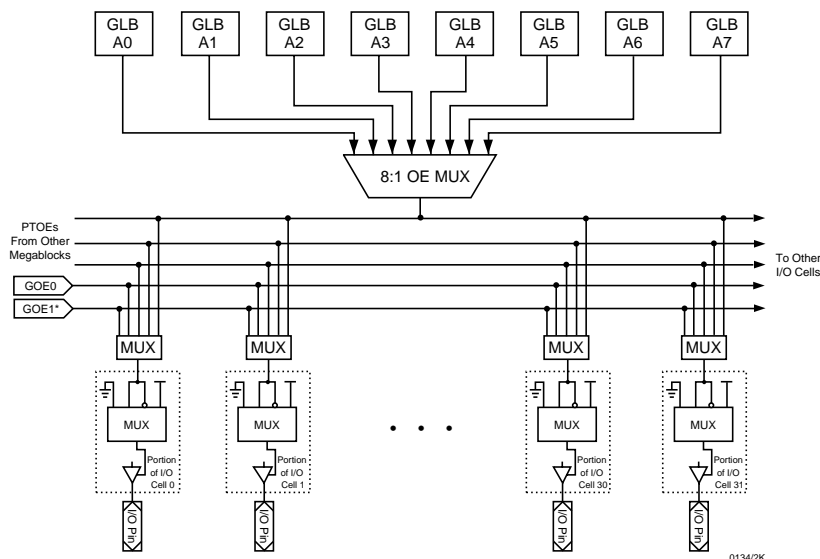 GLB
A0
GLB
A1
GLB
A2
GLB
A3
GLB
A4
GLB
A5
GLB
A6
GLB
A7
8:1 OE MUX
PTOEs
From Other
Megablocks
To Other
I/O Cells
GOE0
GOE1*
MUX
MUX
MUX
MUX
MUX
MUX
MUX
MUX
Portion
of I/O
Cell 0
Portion
of I/O
Cell 1
Portion
of I/O
Cell 30
Portion
of I/O
Cell 31
I/O Pin
I/O Pin
I/O Pin
I/O Pin
0134/2K